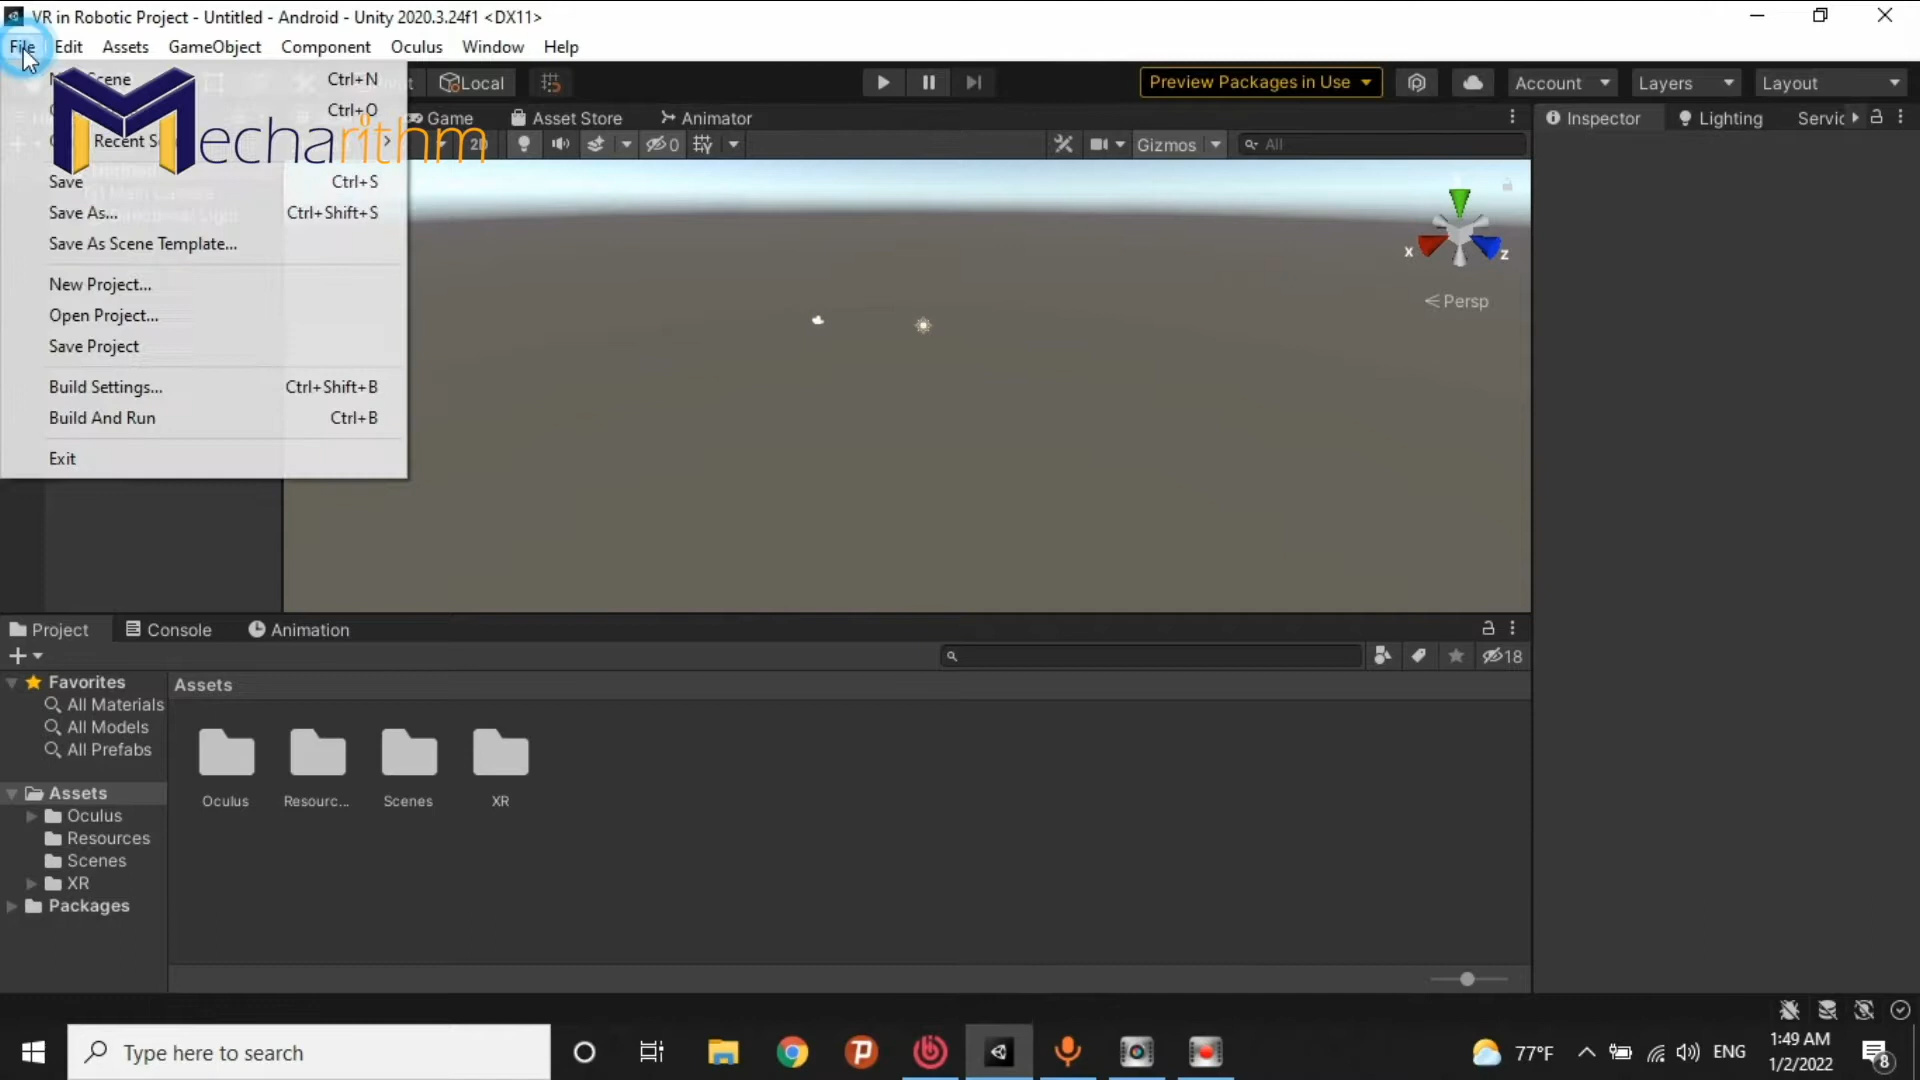 VR in Robotic Project - Untitled - Android - Unity 2020.3.24f1 <DX11>
File Edit Assets GameObject Component Oculus Window Help
Scene Ctrl+N
Ctrl+O
Recent
Save Ctrl+S
Save As... Ctrl+Shift+S
Save As Scene Template...
New Project...
Open Project...
Save Project
Build Settings... Ctrl+Shift+B
Build And Run Ctrl+B
Exit
Mecharithm
Local
Preview Packages in Use
Account
Layers
Layout
Game
Asset Store
Animator
2D
0
Gizmos
All
Inspector
Lighting
Servic
X
Z
Persp
Project
Console
Animation
18
Favorites
All Materials
All Models
All Prefabs
Assets
Oculus
Resources
Scenes
XR
Packages
Assets
Oculus
Resourc...
Scenes
XR
Type here to search
77°F
ENG
1:49 AM
1/2/2022
8